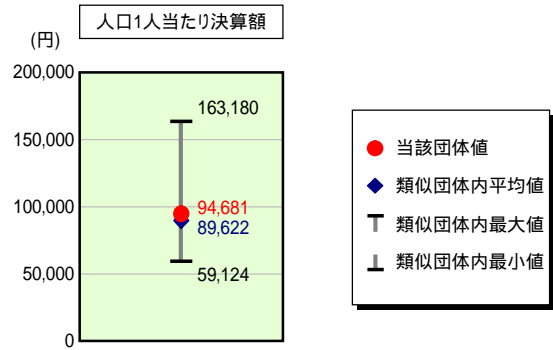 人口1人当たり決算額
(円)
200,000
150,000
100,000
50,000
0
163,180
94,681
89,622
59,124
当該団体値
類似団体内平均値
類似団体内最大値
類似団体内最小値